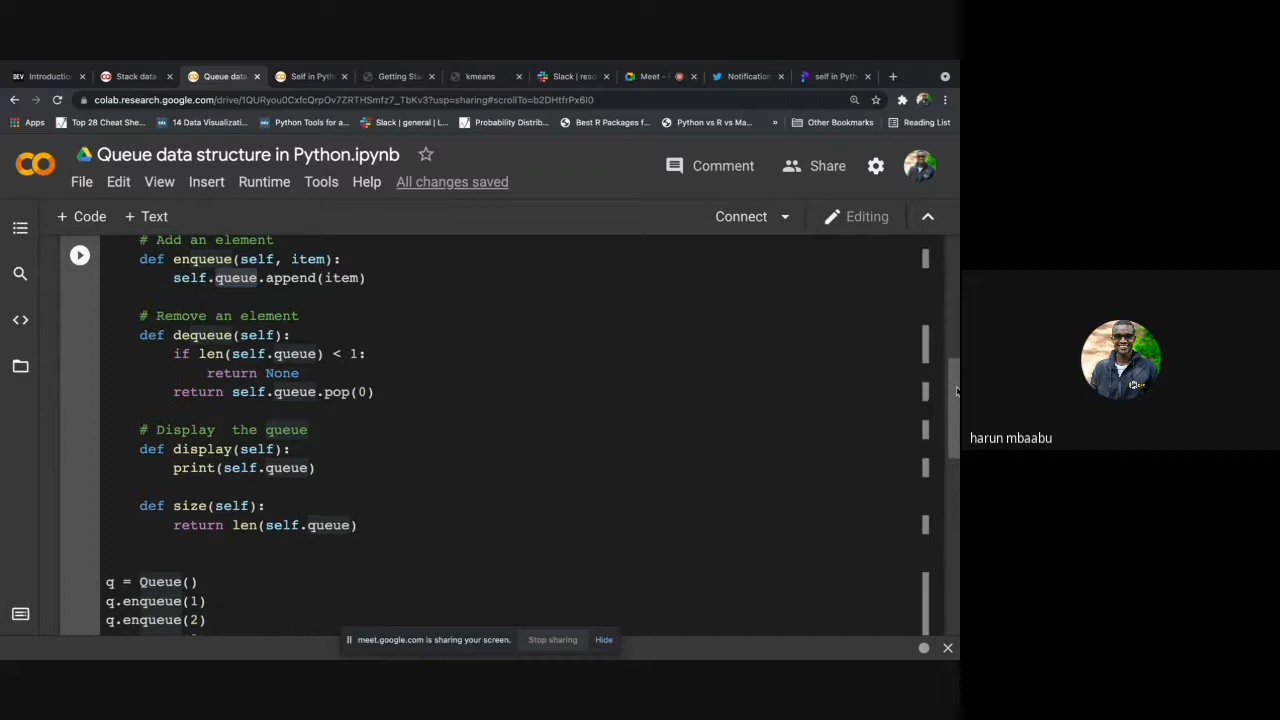 DEV Introduction
Stack data
Queue data
Self in Pyth
Getting Sta
kmeans
Slack | reso
Meet -
Notification
self in Pyth
colab.research.google.com/drive/1QURyou0CxfcQrpOv7ZRTHSmfz7_TbKv3?usp=sharing#scrollTo=b2DHtfrPx6I0
Apps
Top 28 Cheat She...
14 Data Visualizati...
Python Tools for a...
Slack | general | L...
Probability Distrib...
Best R Packages f...
Python vs R vs Ma...
»
Other Bookmarks
Reading List
CO
Queue data structure in Python.ipynb
Comment
Share
File Edit View Insert Runtime Tools Help All changes saved
+ Code + Text
Connect
Editing
# Add an element
def enqueue(self, item):
self.queue.append(item)
# Remove an element
def dequeue(self):
if len(self.queue) < 1:
return None
return self.queue.pop(0)
# Display  the queue
def display(self):
print(self.queue)
def size(self):
return len(self.queue)
q = Queue()
q.enqueue(1)
q.enqueue(2)
meet.google.com is sharing your screen.
Stop sharing
Hide
harun mbaabu